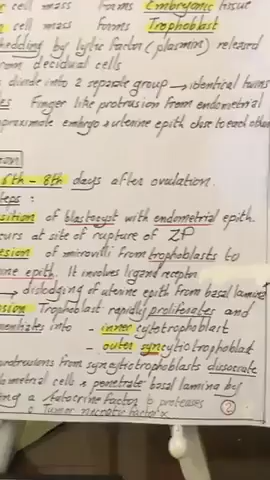 cell mass forms Embryonic tissue
cell mass forms Trophoblast
bedding by lytic factor (plasmin) released
from decidual cells
divide into 2 separate group → identical twins
Finger like protrusion from endometrial
approximate embryo & uterine epith close to each other
6th - 8th days after ovulation.
steps :
sition of blastocyst with endometrial epith.
curs at site of rupture of ZP
esion of microvilli from trophoblasts to
ine epith. It involves ligand receptor
→ dislodging of uterine epith from basal lamina
sion Trophoblast rapidly proliferates and
into - inner cytotrophoblast
- outer syncytiotrophoblast
protrusions from syncytiotrophoblasts dissociate
endometrial cells & penetrate basal lamina by
ing a Autocrine factor ② proteases
o Tumor necrotic factor α
②